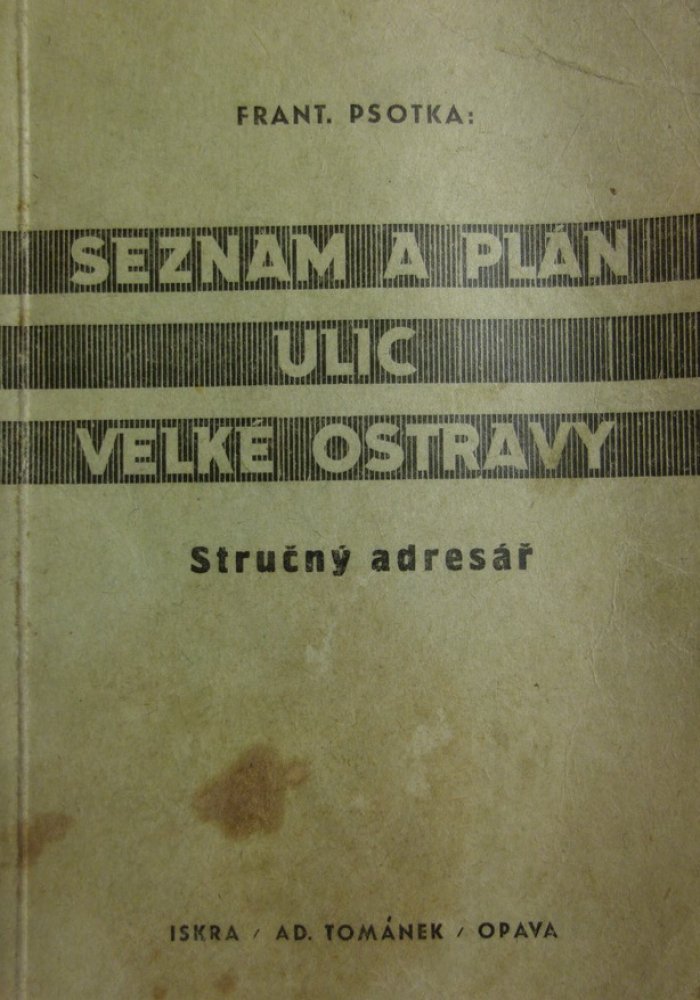 FRANT. PSOTKA:
SEZNAM A PLÁN
ULIC
VELKÉ OSTRAVY
Stručný adresář
ISKRA / AD. TOMÁNEK / OPAVA